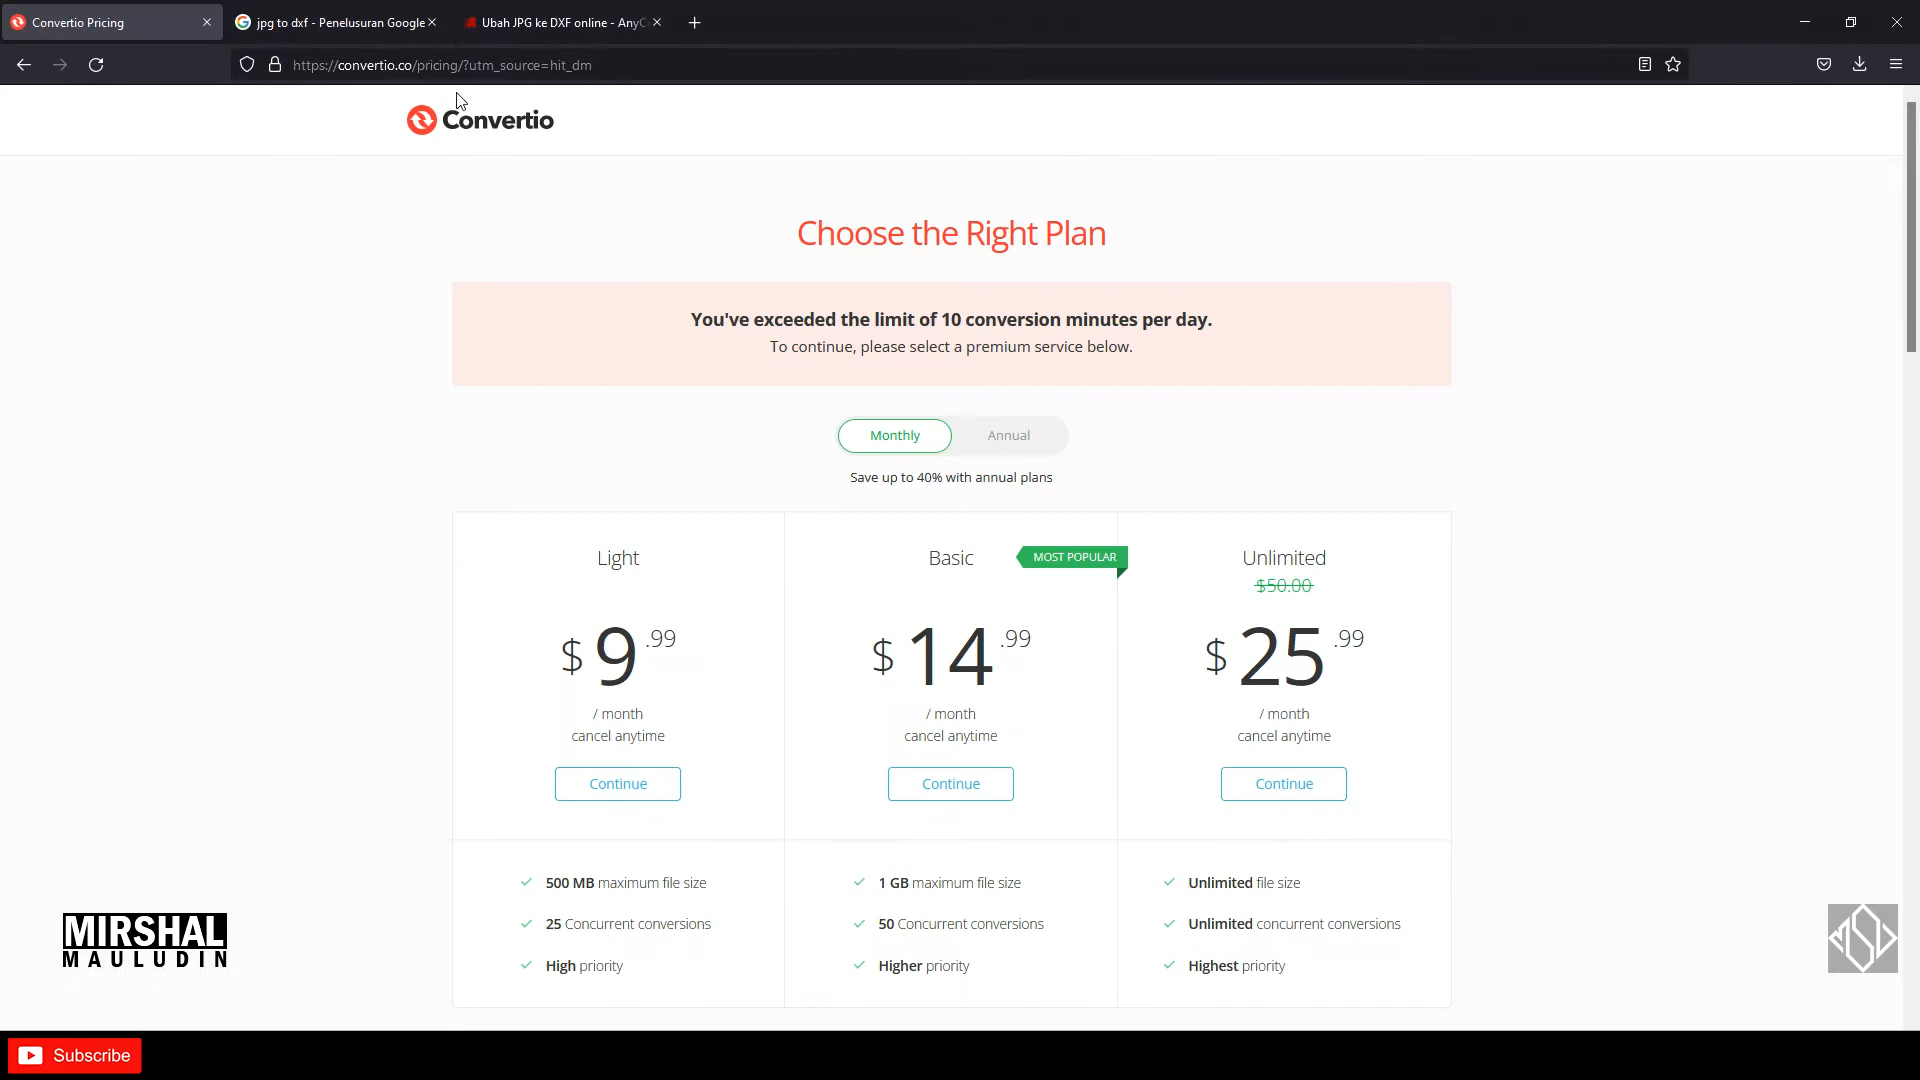 Convertio Pricing
jpg to dxf - Penelusuran Google
Ubah JPG ke DXF online - AnyC
https://convertio.co/pricing/?utm_source=hit_dm
Convertio
Choose the Right Plan
You've exceeded the limit of 10 conversion minutes per day.
To continue, please select a premium service below.
Monthly
Annual
Save up to 40% with annual plans
Light
$ 9 .99
/ month
cancel anytime
Continue
500 MB maximum file size
25 Concurrent conversions
High priority
Basic
MOST POPULAR
$ 14 .99
/ month
cancel anytime
Continue
1 GB maximum file size
50 Concurrent conversions
Higher priority
Unlimited
$50.00
$ 25 .99
/ month
cancel anytime
Continue
Unlimited file size
Unlimited concurrent conversions
Highest priority
MIRSHAL
MAULUDIN
Subscribe